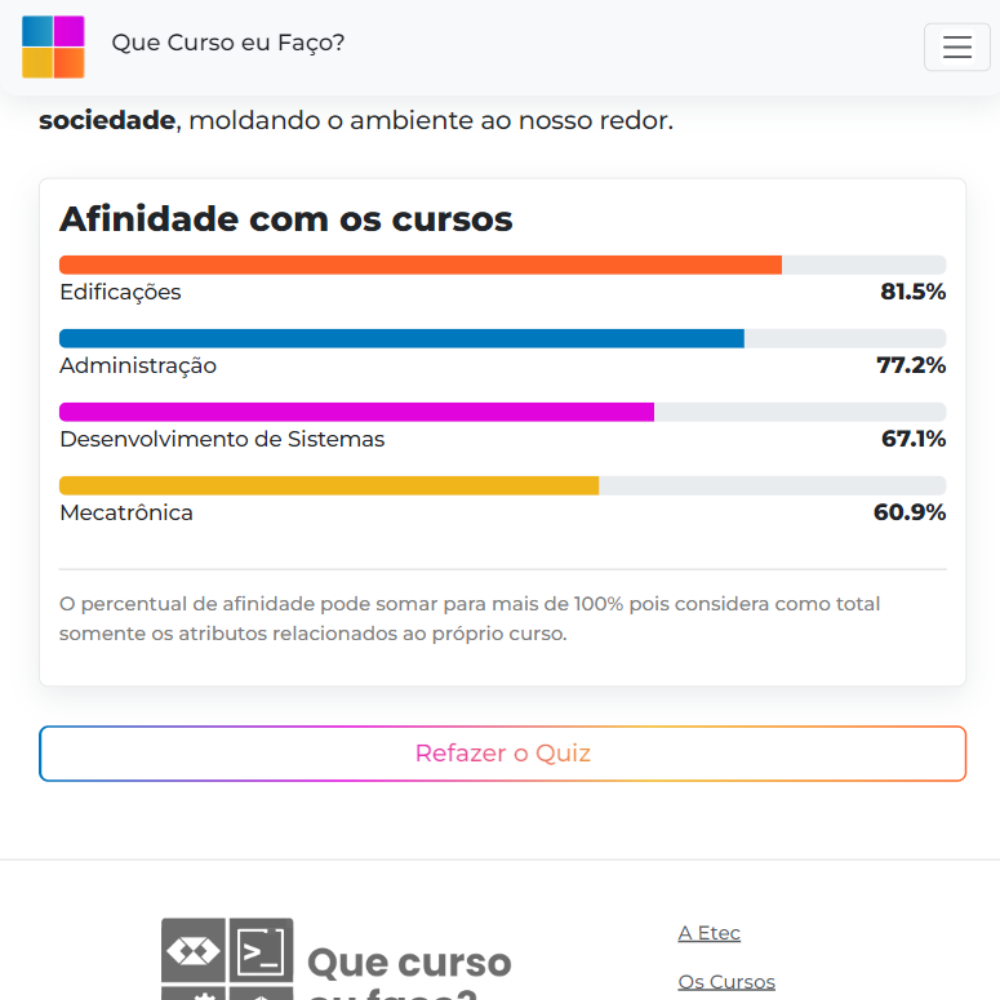 Que Curso eu Faço?
sociedade, moldando o ambiente ao nosso redor.
Afinidade com os cursos
Edificações 81.5%
Administração 77.2%
Desenvolvimento de Sistemas 67.1%
Mecatrônica 60.9%
O percentual de afinidade pode somar para mais de 100% pois considera como total
somente os atributos relacionados ao próprio curso.
Refazer o Quiz
Que curso
eu faço?
A Etec
Os Cursos